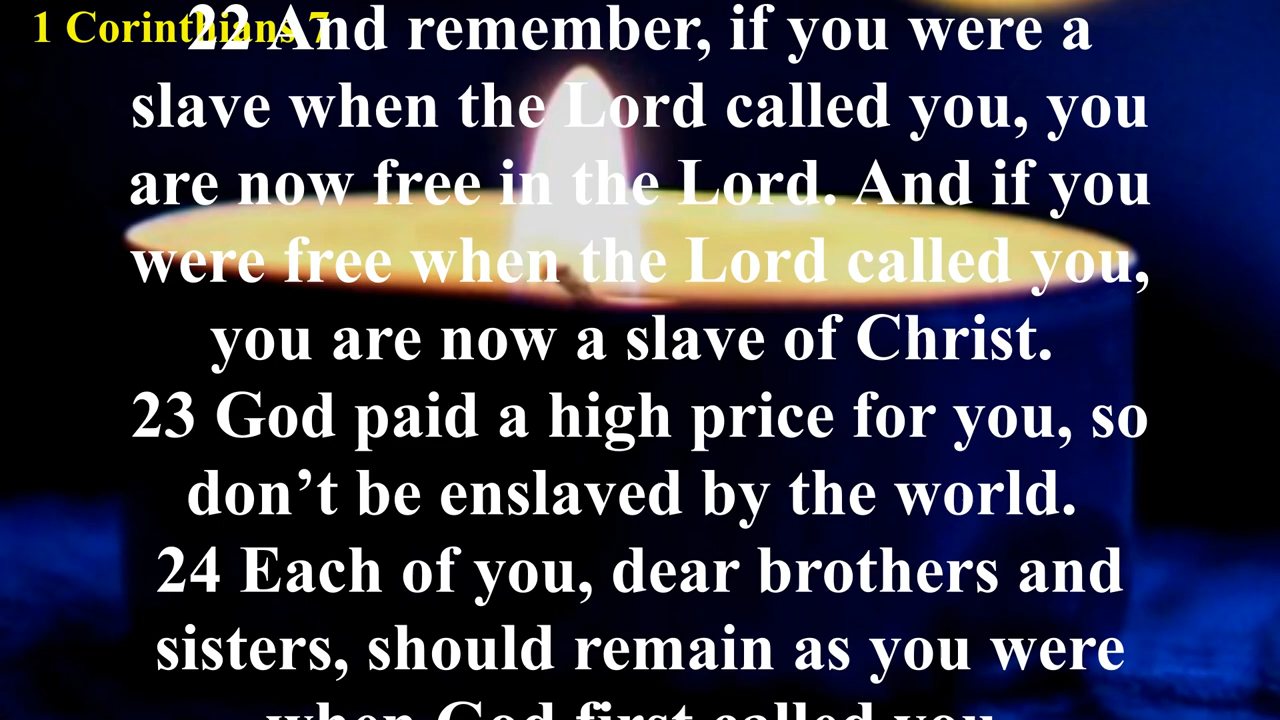 1 Corinthians 7
22 And remember, if you were a
slave when the Lord called you, you
are now free in the Lord. And if you
were free when the Lord called you,
you are now a slave of Christ.
23 God paid a high price for you, so
don’t be enslaved by the world.
24 Each of you, dear brothers and
sisters, should remain as you were
when God first called you.